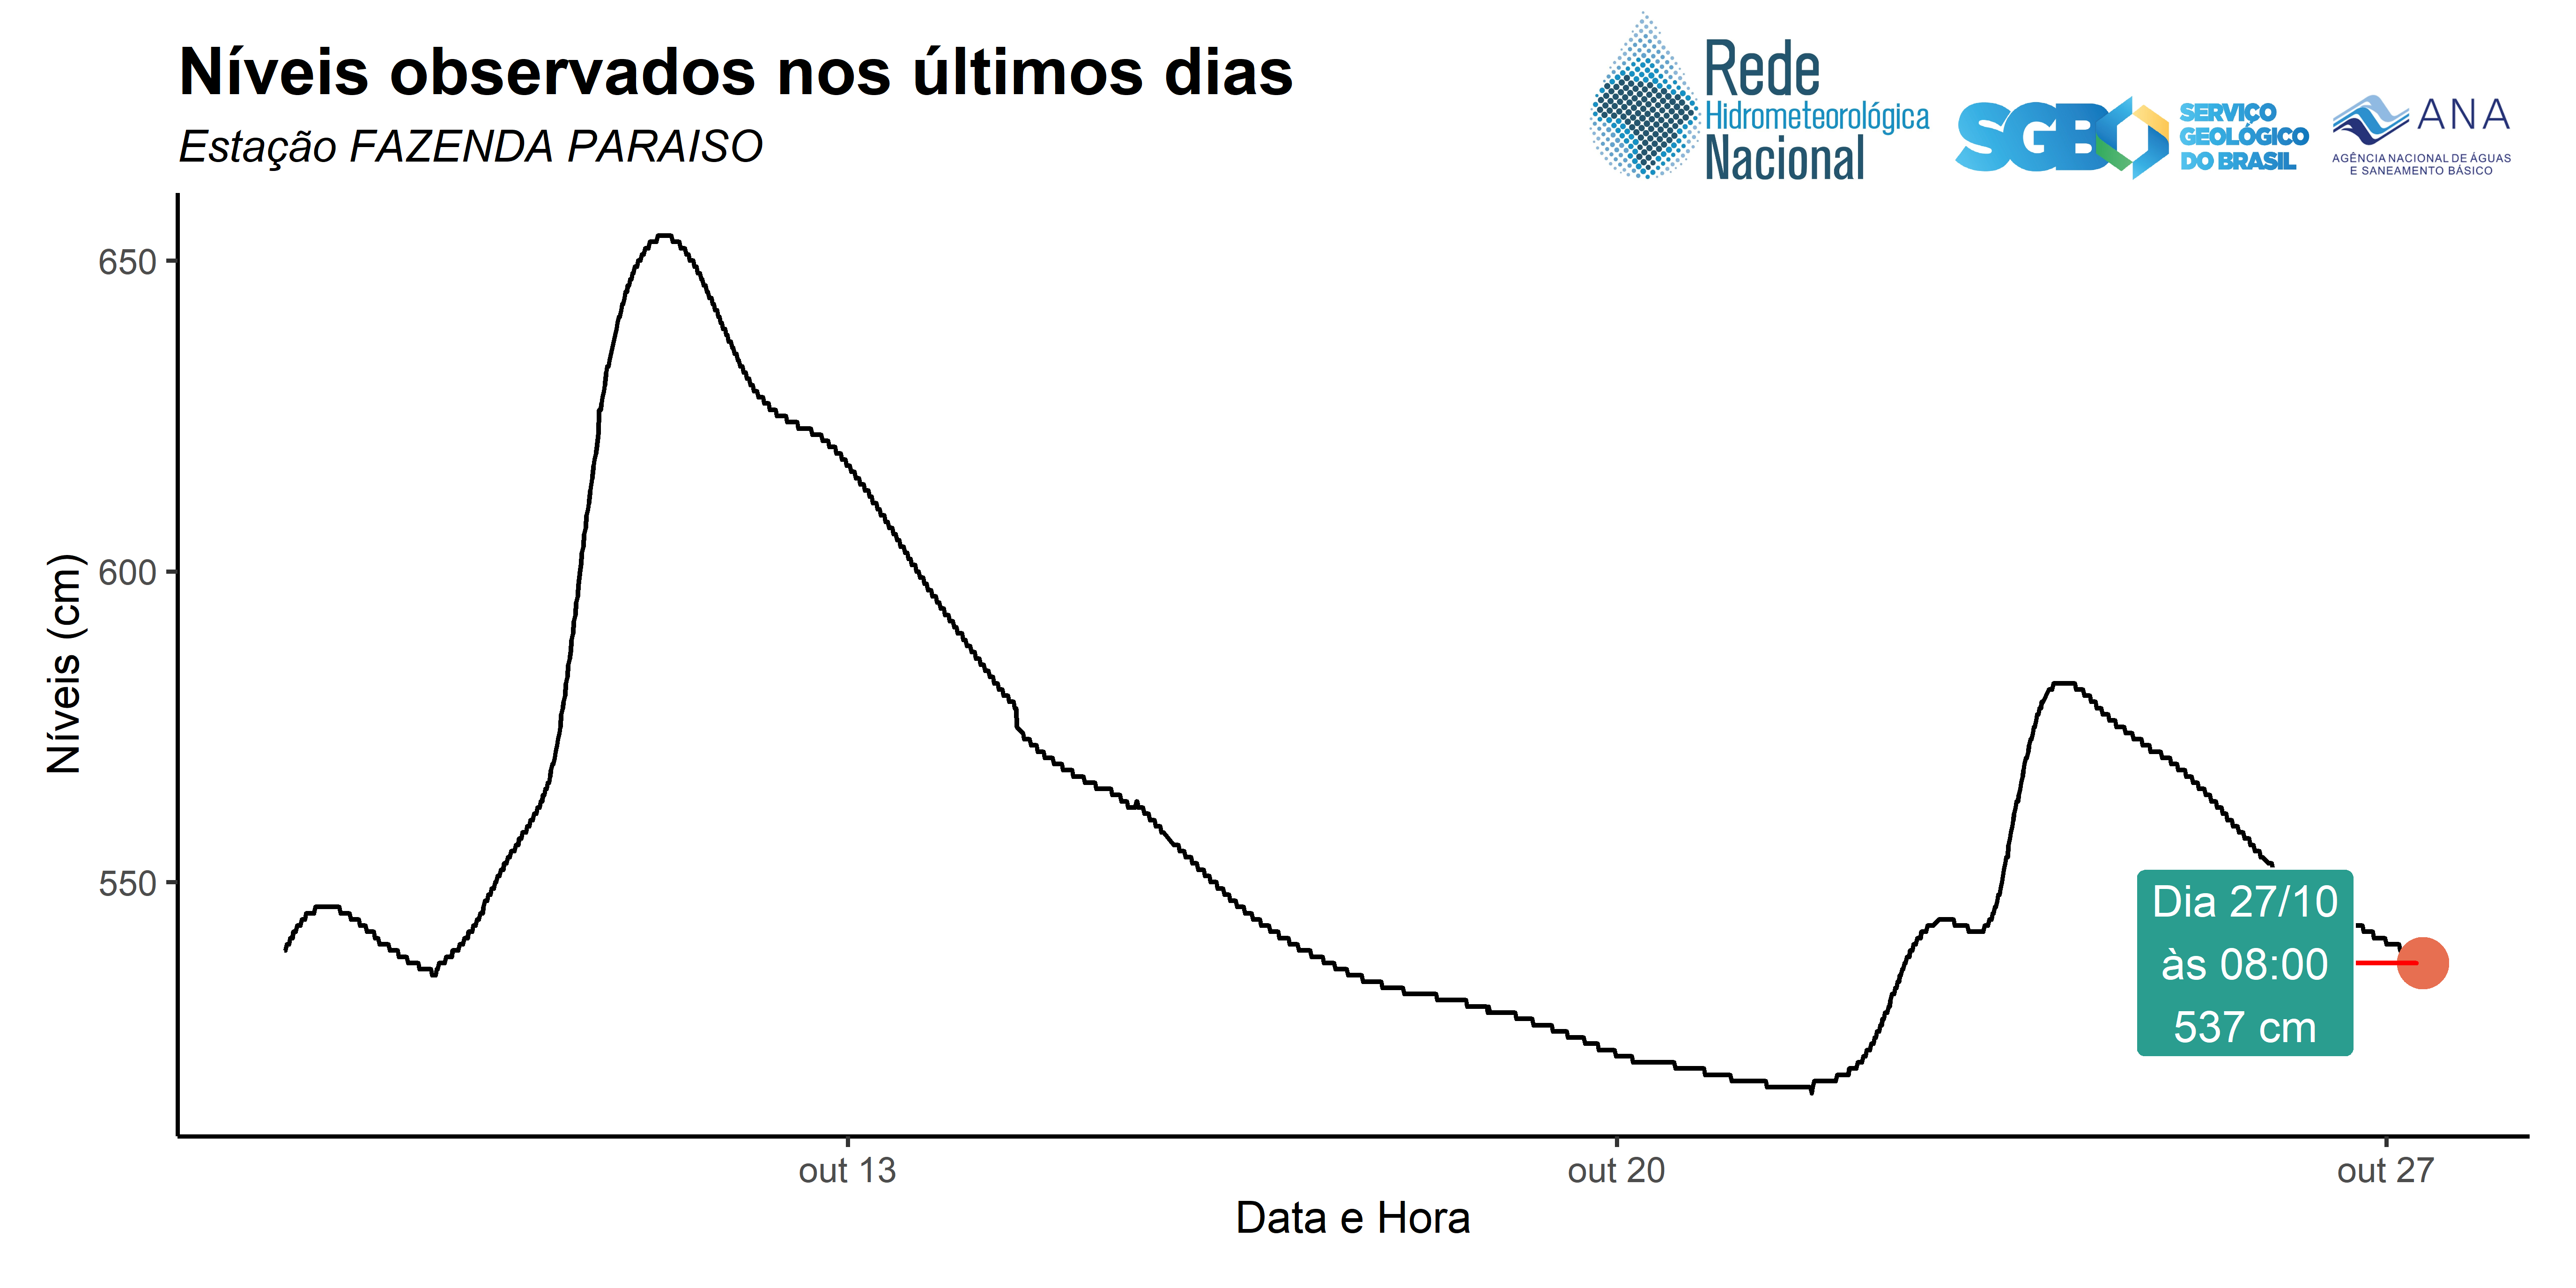 Níveis observados nos últimos dias
Estação FAZENDA PARAISO
Rede
Hidrometeorológica
Nacional
SGB
SERVIÇO
GEOLÓGICO
DO BRASIL
ANA
AGÊNCIA NACIONAL DE ÁGUAS
E SANEAMENTO BÁSICO
Níveis (cm)
650
600
550
Dia 27/10
às 08:00
537 cm
out 13
out 20
out 27
Data e Hora